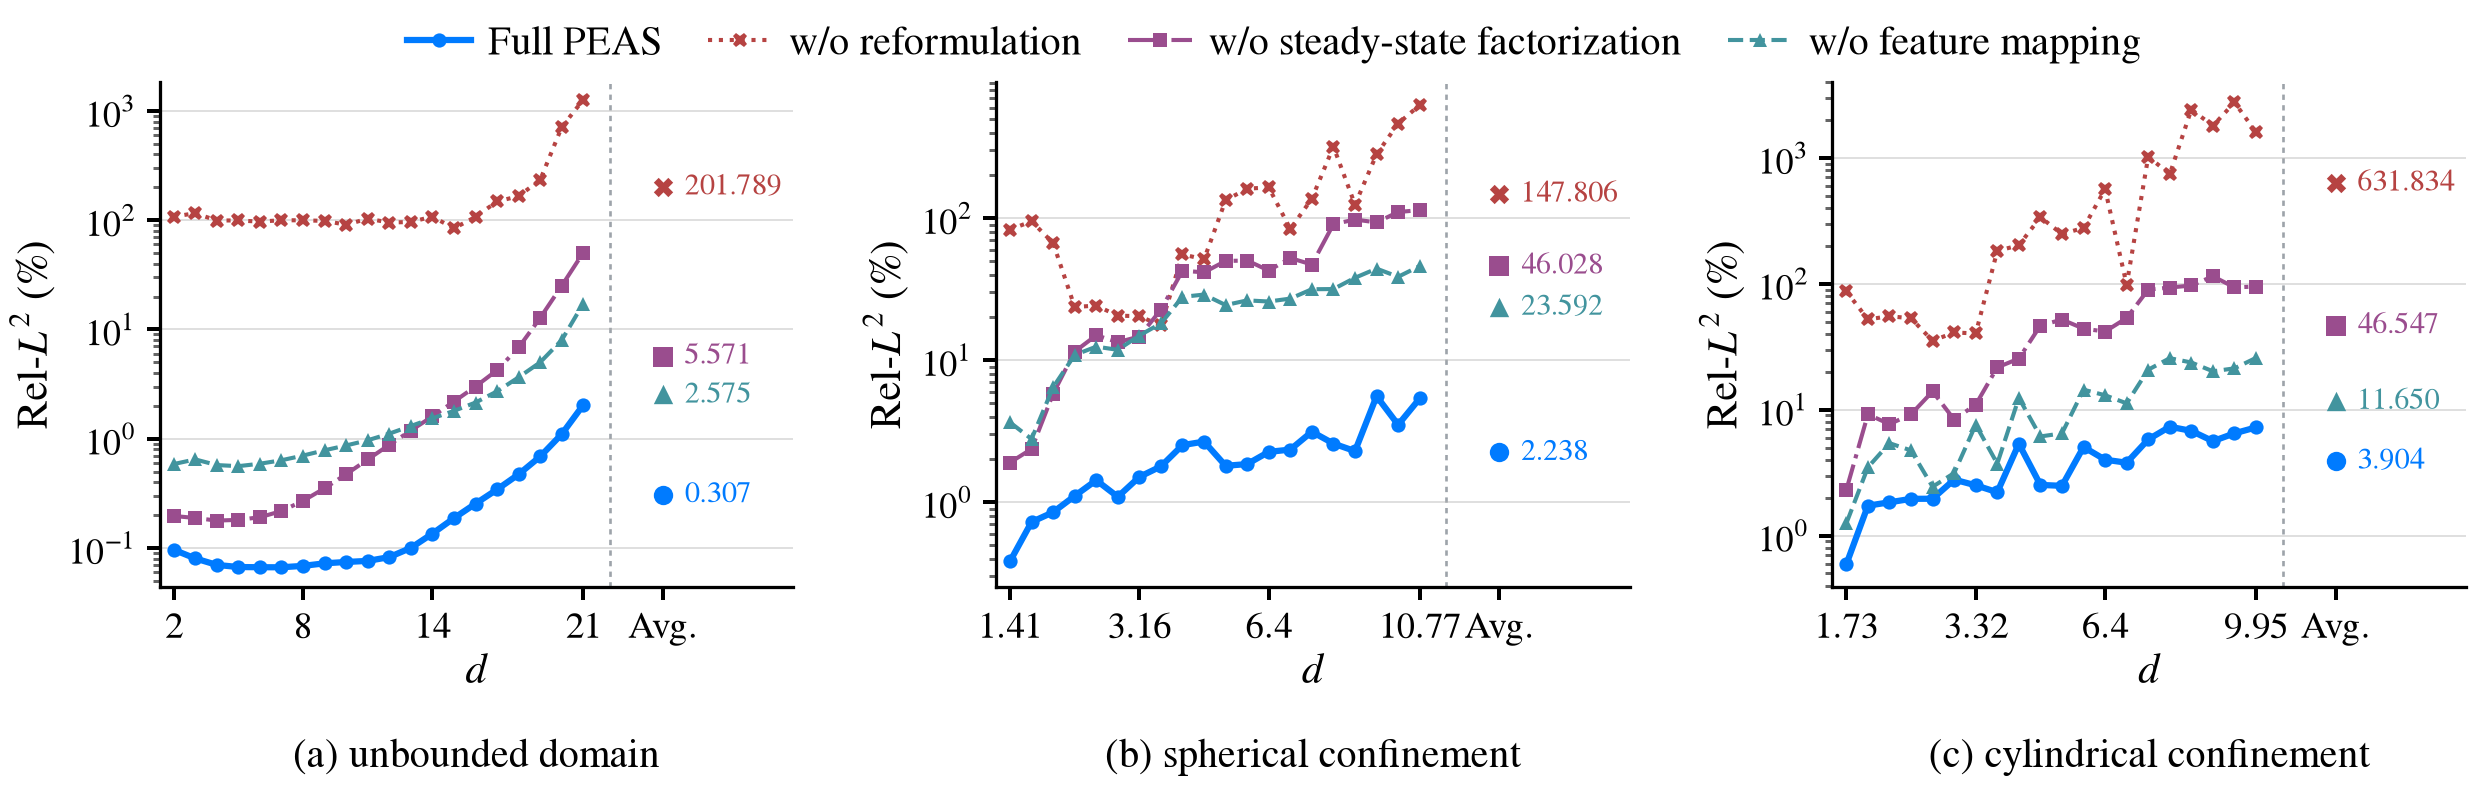 Full PEAS w/o reformulation w/o steady-state factorization w/o feature mapping
Rel-L² (%)
10³
10²
10¹
10⁰
10⁻¹
201.789
5.571
2.575
0.307
2 8 14 21 Avg.
d
(a) unbounded domain
Rel-L² (%)
10²
10¹
10⁰
147.806
46.028
23.592
2.238
1.41 3.16 6.4 10.77 Avg.
d
(b) spherical confinement
Rel-L² (%)
10³
10²
10¹
10⁰
631.834
46.547
11.650
3.904
1.73 3.32 6.4 9.95 Avg.
d
(c) cylindrical confinement